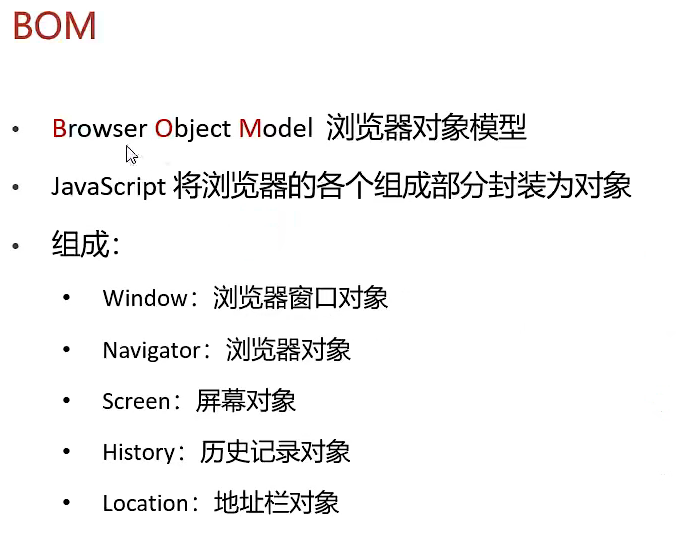 BOM
• Browser Object Model 浏览器对象模型
• JavaScript 将浏览器的各个组成部分封装为对象
• 组成：
• Window：浏览器窗口对象
• Navigator：浏览器对象
• Screen：屏幕对象
• History：历史记录对象
• Location：地址栏对象